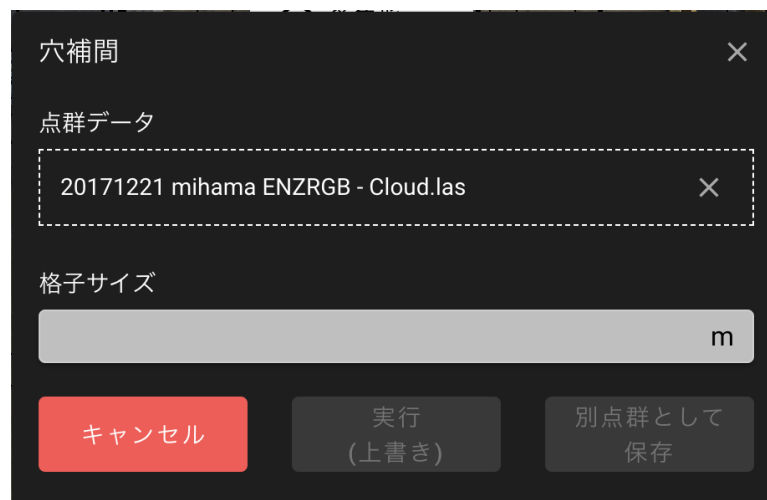 穴補間
点群データ
20171221 mihama ENZRGB - Cloud.las
格子サイズ
m
キャンセル
実行
(上書き)
別点群として
保存